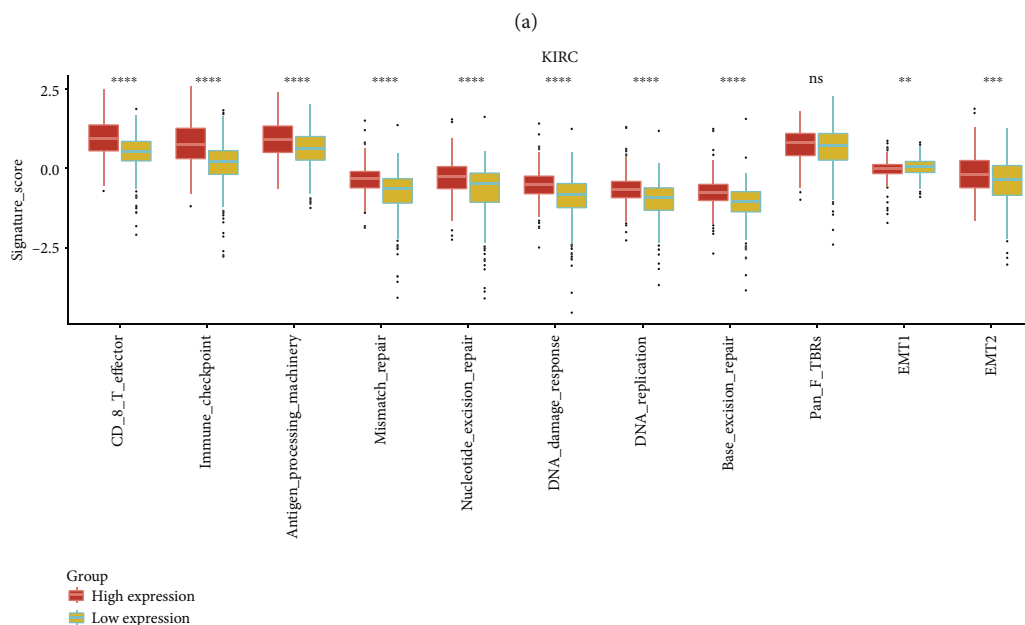 (a)
KIRC
**** **** **** **** **** **** **** **** ns ** ***
Signature_score
2.5
0.0
−2.5
CD_8_T_effector
Immune_checkpoint
Antigen_processing_machinery
Mismatch_repair
Nucleotide_excision_repair
DNA_damage_response
DNA_replication
Base_excision_repair
Pan_F_TBRs
EMT1
EMT2
Group
High expression
Low expression